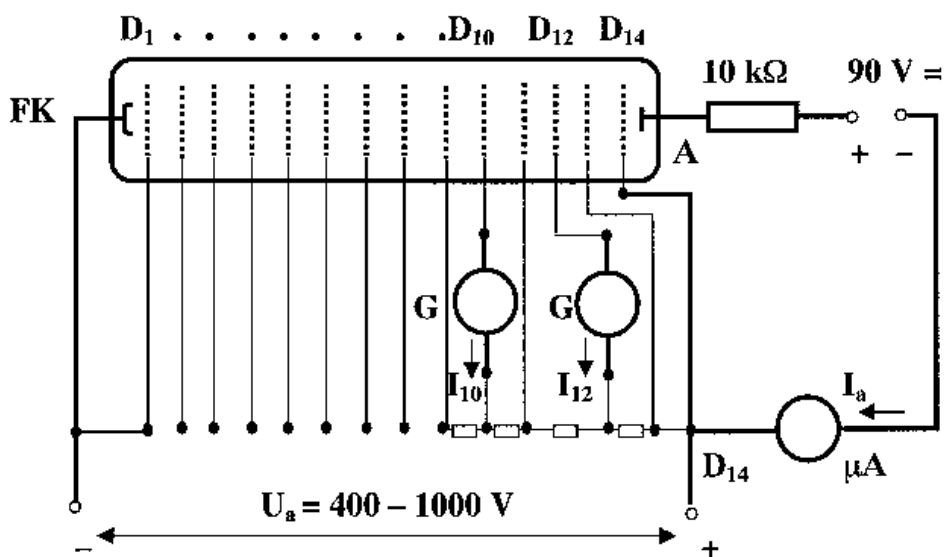 D1 . . . . . . . .D10 D12 D14
10 kΩ 90 V =
FK
A
+ −
G G
I10 I12 Ia
D14 μA
Ua = 400 – 1000 V
− +